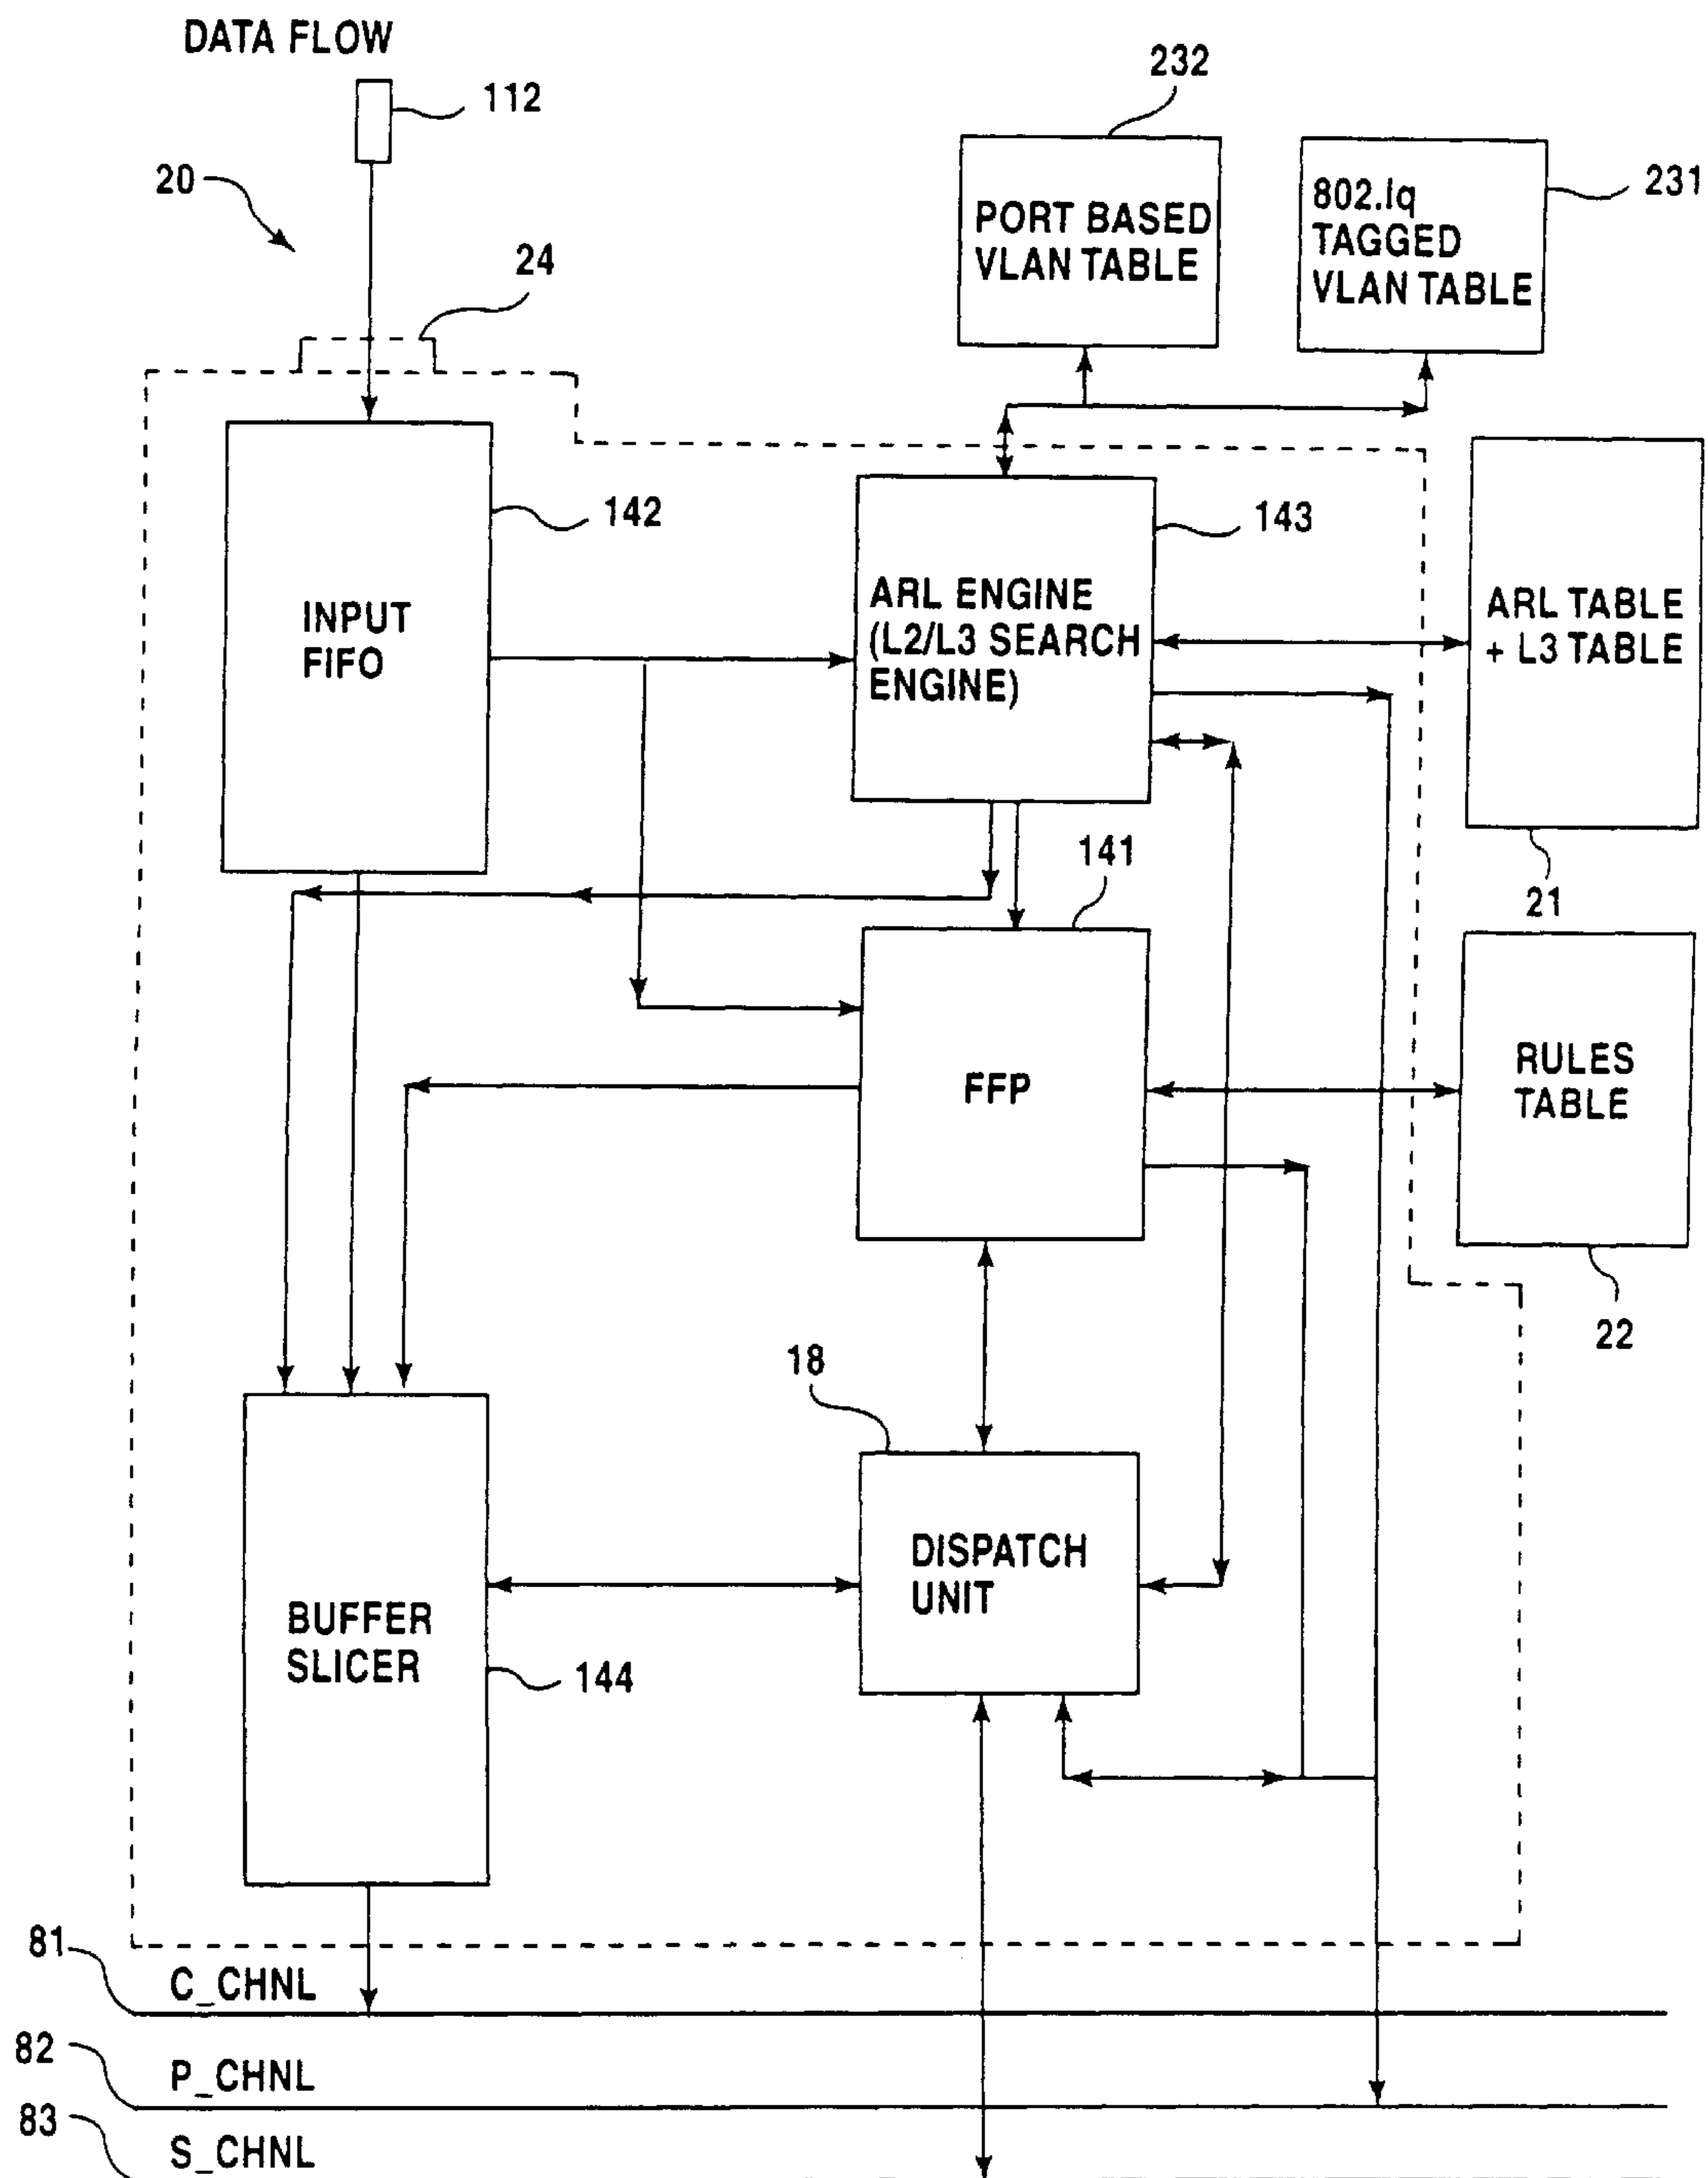 DATA FLOW
112
20
24
232
231
PORT BASED
VLAN TABLE
802.lq
TAGGED
VLAN TABLE
142
143
INPUT
FIFO
ARL ENGINE
(L2/L3 SEARCH
ENGINE)
ARL TABLE
+ L3 TABLE
21
141
FFP
RULES
TABLE
22
18
DISPATCH
UNIT
BUFFER
SLICER
144
81
C_CHNL
82
P_CHNL
83
S_CHNL